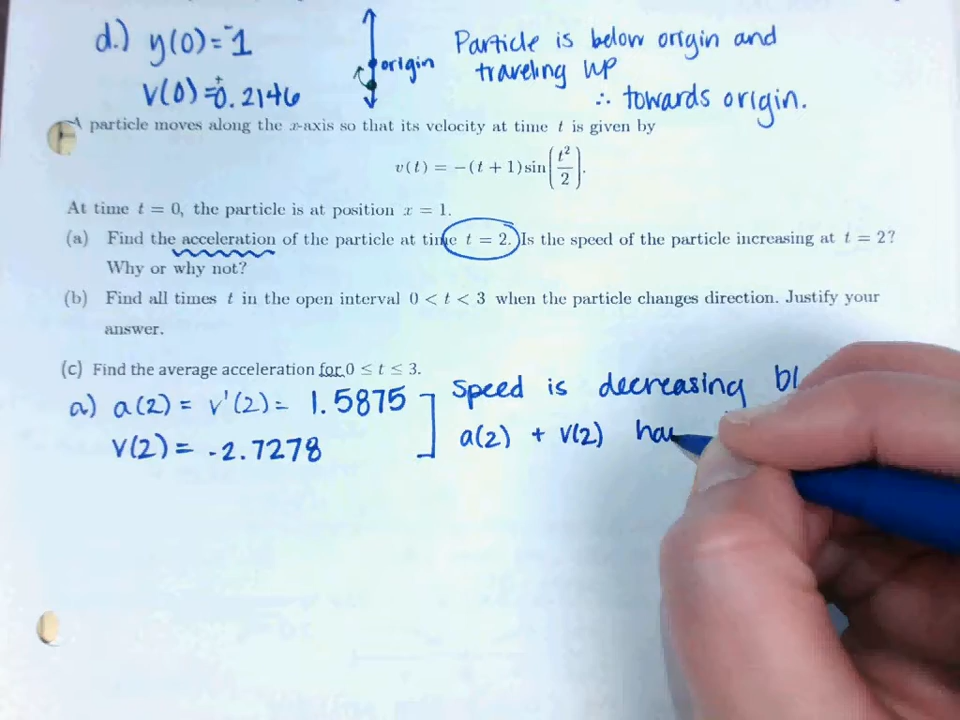 d.) y(0) = -1
v(0) = +0.2146
origin
Particle is below origin and
traveling up
∴ towards origin.
A particle moves along the x-axis so that its velocity at time t is given by
v(t) = −(t + 1) sin(t²/2).
At time t = 0, the particle is at position x = 1.
(a) Find the acceleration of the particle at time t = 2. Is the speed of the particle increasing at t = 2?
Why or why not?
(b) Find all times t in the open interval 0 < t < 3 when the particle changes direction. Justify your
answer.
(c) Find the average acceleration for 0 ≤ t ≤ 3.
a) a(2) = v'(2) = 1.5875
v(2) = -2.7278
Speed is decreasing
a(2) + v(2)